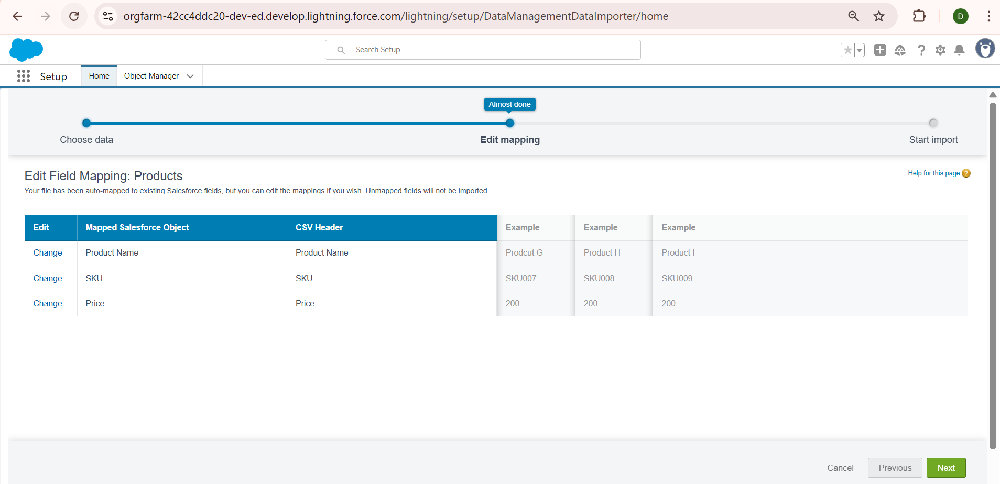 orgfarm-42cc4ddc20-dev-ed.develop.lightning.force.com/lightning/setup/DataManagementDataImporter/home
D
Search Setup
Setup
Home
Object Manager
Almost done
Choose data
Edit mapping
Start import
Edit Field Mapping: Products
Help for this page ?
Your file has been auto-mapped to existing Salesforce fields, but you can edit the mappings if you wish. Unmapped fields will not be imported.
Edit Mapped Salesforce Object CSV Header Example Example Example
Change Product Name Product Name Prodcut G Product H Product I
Change SKU SKU SKU007 SKU008 SKU009
Change Price Price 200 200 200
Cancel Previous Next